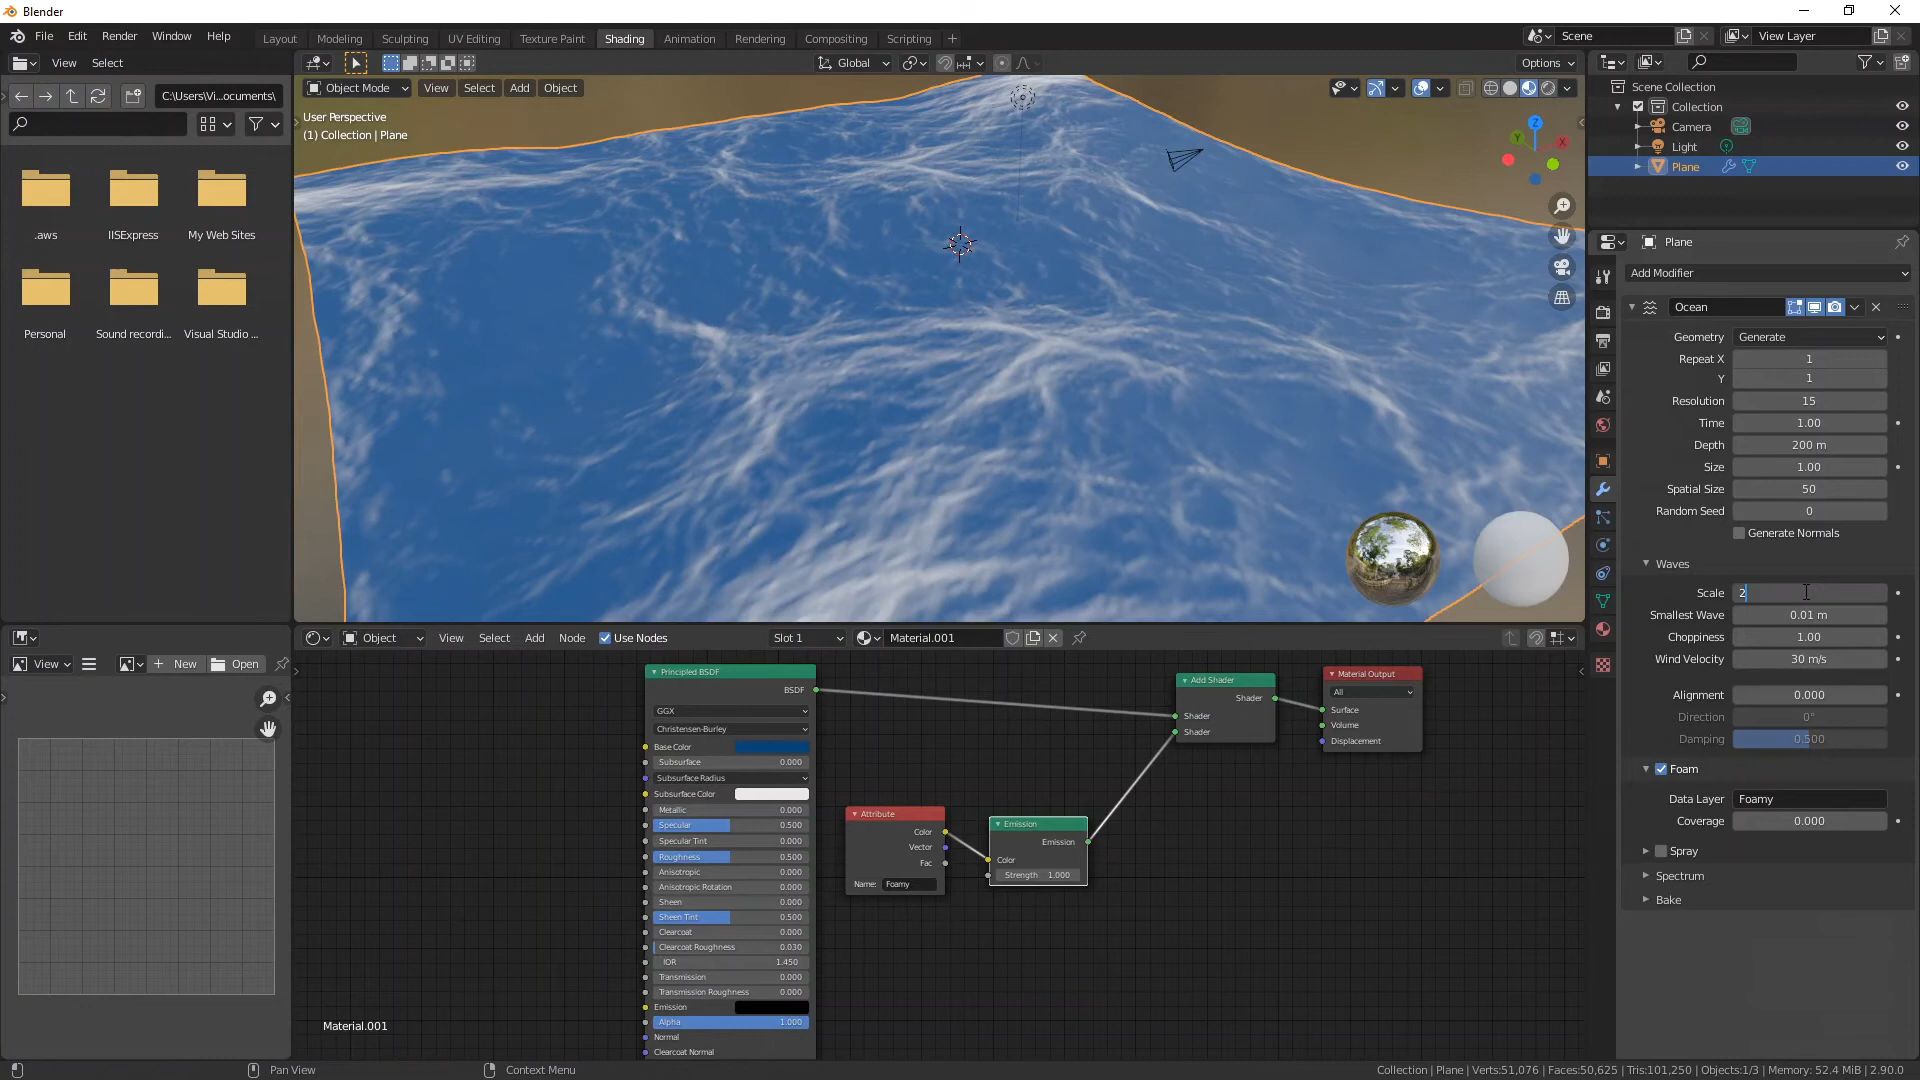 Blender
File Edit Render Window Help
Layout Modeling Sculpting UV Editing Texture Paint Shading Animation Rendering Compositing Scripting
Scene
View Layer
View Select
Global
Options
C:\Users\Vi...ocuments\
Object Mode View Select Add Object
User Perspective
(1) Collection | Plane
.aws
IISExpress
My Web Sites
Personal
Sound recordi...
Visual Studio ...
Z
Y
X
Scene Collection
Collection
Camera
Light
Plane
Plane
Add Modifier
Ocean
Geometry Generate
Repeat X 1
Y 1
Resolution 15
Time 1.00
Depth 200 m
Size 1.00
Spatial Size 50
Random Seed 0
Generate Normals
Waves
Scale 2
Smallest Wave 0.01 m
Choppiness 1.00
Wind Velocity 30 m/s
Alignment 0.000
Direction 0°
Damping 0.500
Foam
Data Layer Foamy
Coverage 0.000
Spray
Spectrum
Bake
View New Open
Object View Select Add Node Use Nodes Slot 1 Material.001
Principled BSDF
BSDF
GGX
Christensen-Burley
Base Color
Subsurface 0.000
Subsurface Radius
Subsurface Color
Metallic 0.000
Specular 0.500
Specular Tint 0.000
Roughness 0.500
Anisotropic 0.000
Anisotropic Rotation 0.000
Sheen 0.000
Sheen Tint 0.500
Clearcoat 0.000
Clearcoat Roughness 0.030
IOR 1.450
Transmission 0.000
Transmission Roughness 0.000
Emission
Alpha 1.000
Normal
Clearcoat Normal
Attribute
Color
Vector
Fac
Name: Foamy
Emission
Emission
Color
Strength 1.000
Add Shader
Shader
Shader
Shader
Material Output
All
Surface
Volume
Displacement
Material.001
Pan View
Context Menu
Collection | Plane | Verts:51,076 | Faces:50,625 | Tris:101,250 | Objects:1/3 | Memory: 52.4 MiB | 2.90.0